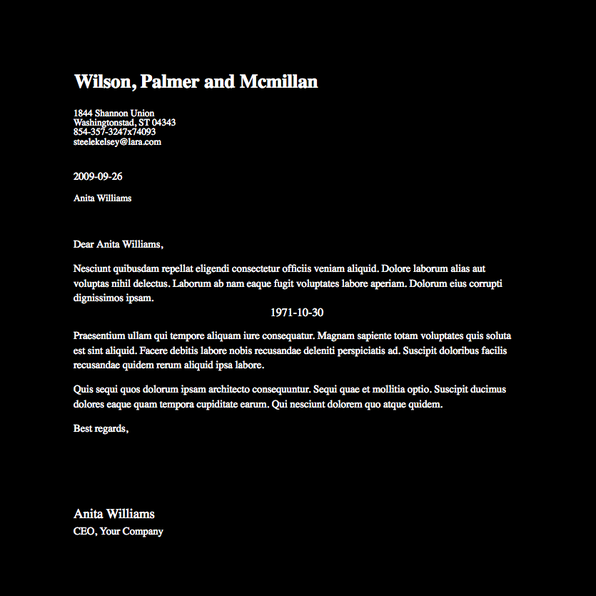 Wilson, Palmer and Mcmillan
1844 Shannon Union
Washingtonstad, ST 04343
854-357-3247x74093
steelekelsey@lara.com
2009-09-26
Anita Williams
Dear Anita Williams,
Nesciunt quibusdam repellat eligendi consectetur officiis veniam aliquid. Dolore laborum alias aut
voluptas nihil delectus. Laborum ab nam eaque fugit voluptates labore aperiam. Dolorum eius corrupti
dignissimos ipsam.
1971-10-30
Praesentium ullam qui tempore aliquam iure consequatur. Magnam sapiente totam voluptates quis soluta
est sint aliquid. Facere debitis labore nobis recusandae deleniti perspiciatis ad. Suscipit doloribus facilis
recusandae quidem rerum aliquid ipsa labore.
Quis sequi quos dolorum ipsam architecto consequuntur. Sequi quae et mollitia optio. Suscipit ducimus
dolores eaque quam tempora cupiditate earum. Qui nesciunt dolorem quo atque quidem.
Best regards,
Anita Williams
CEO, Your Company